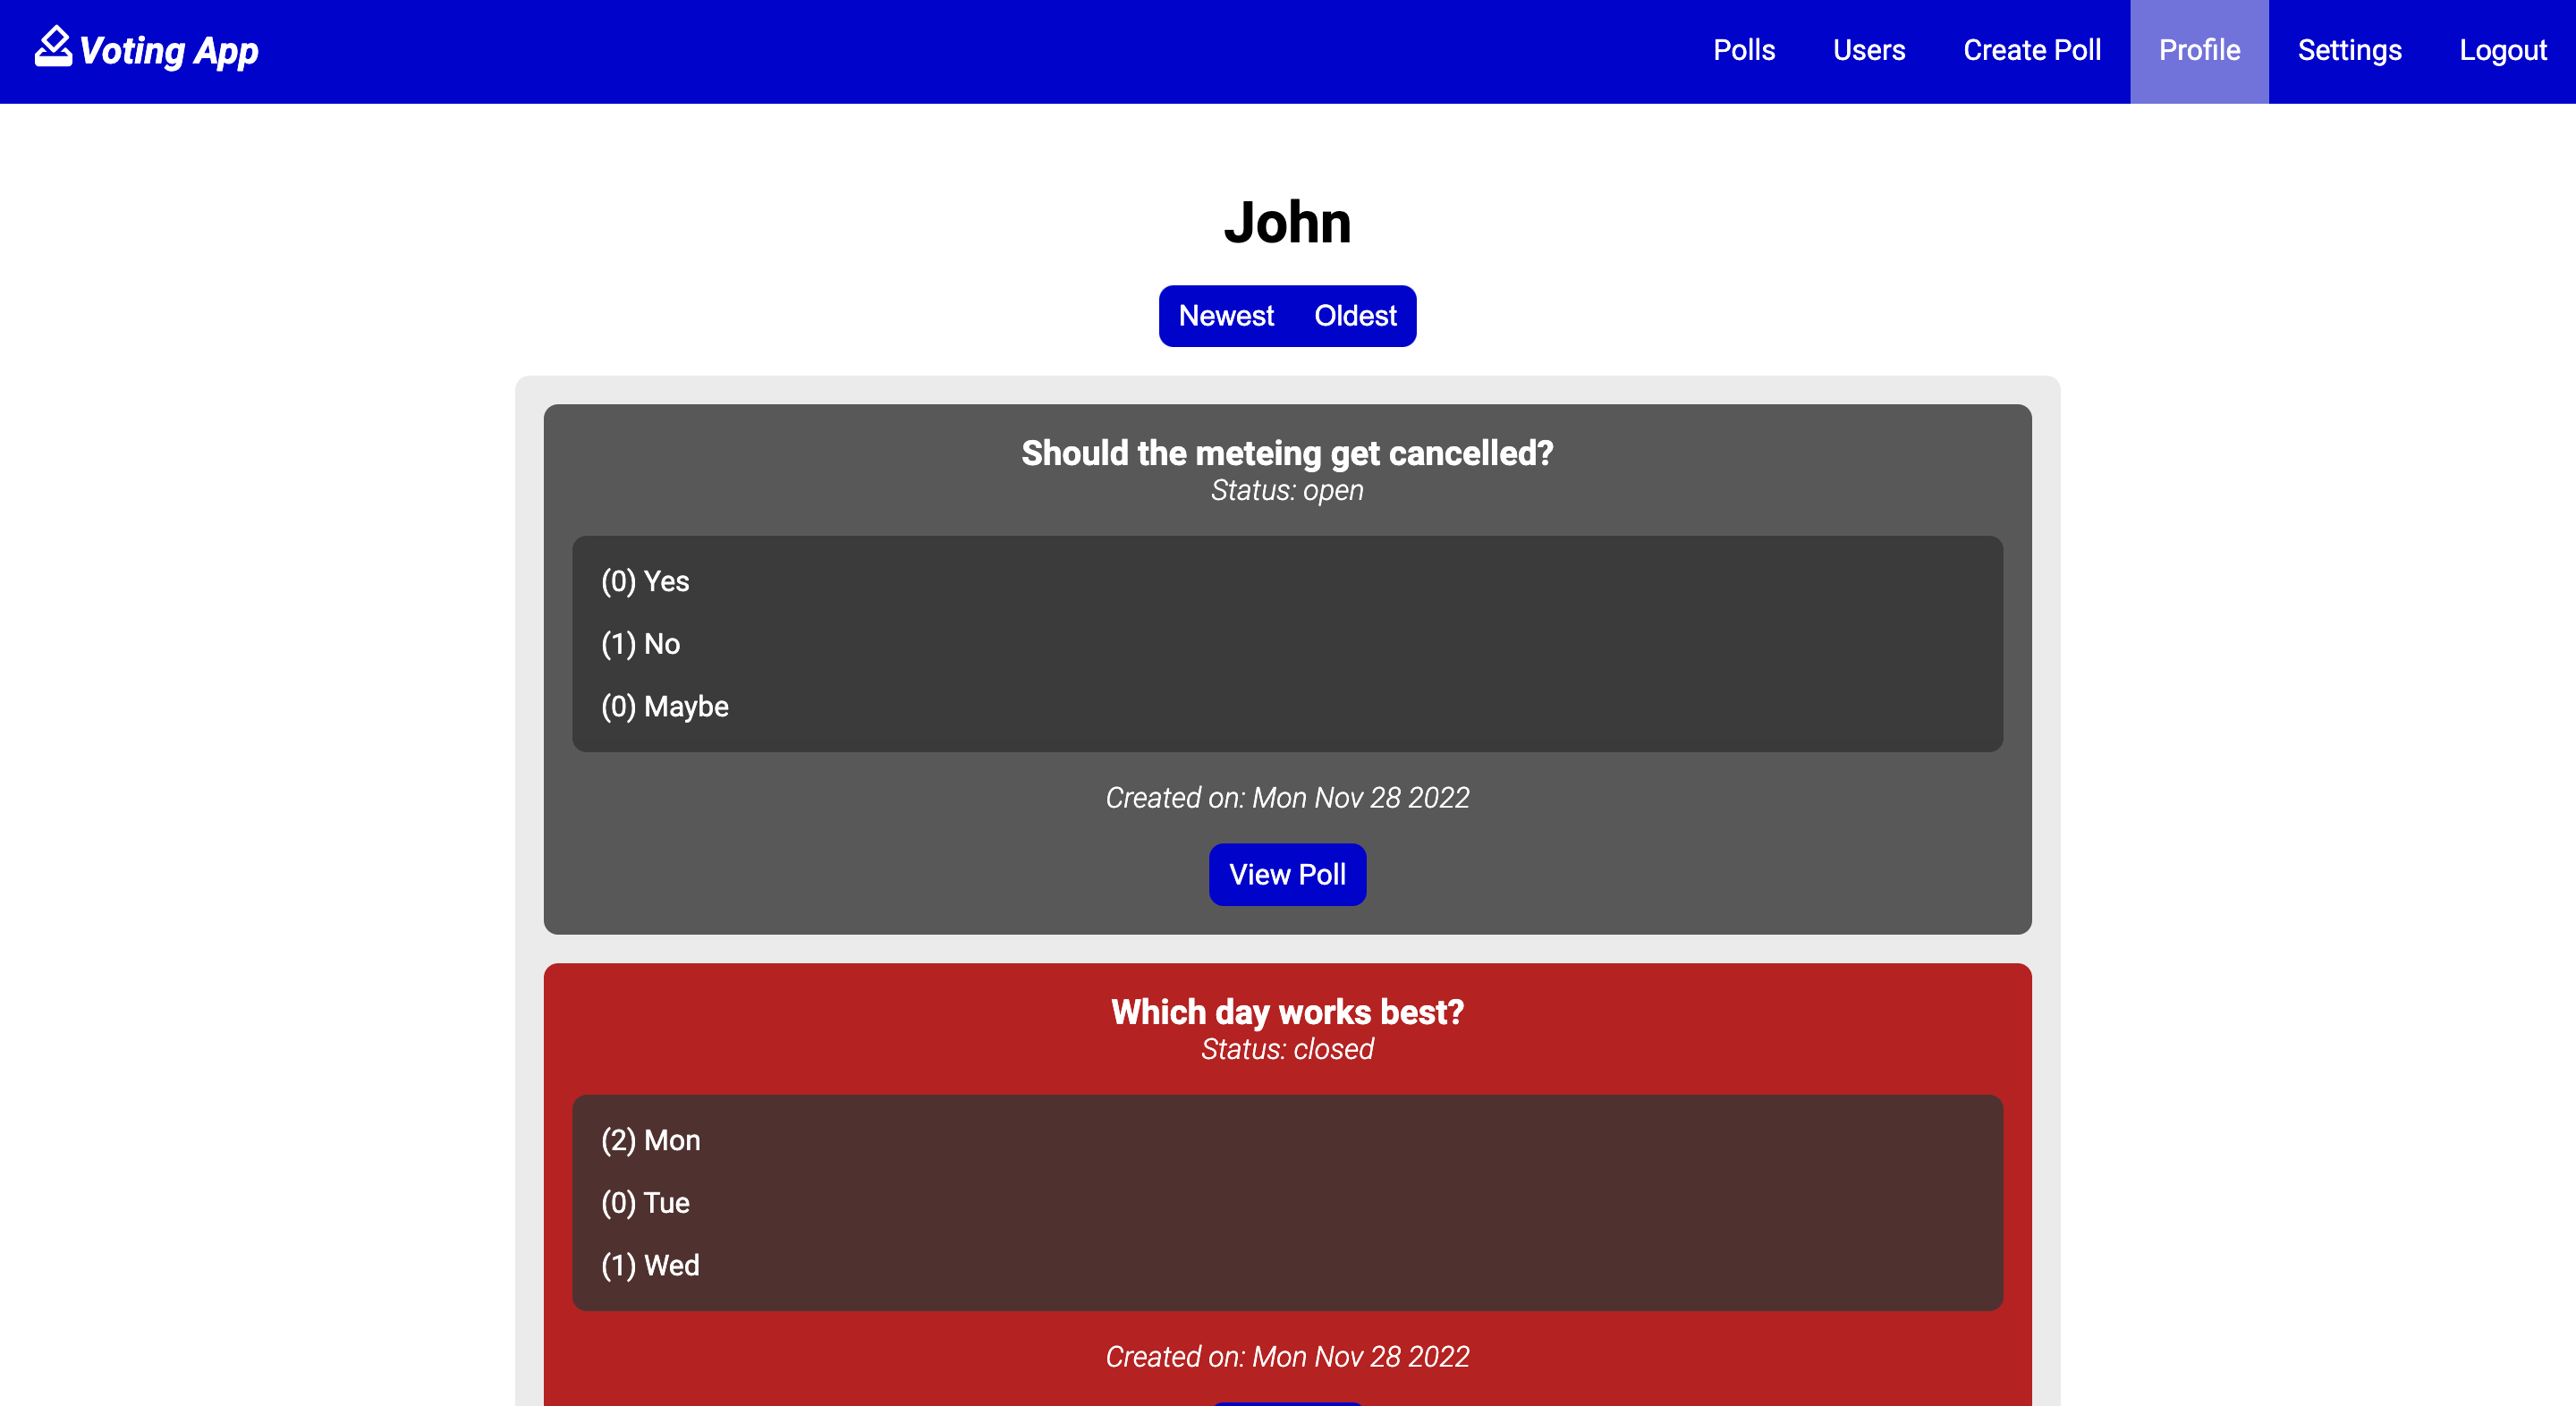 Voting App
Polls Users Create Poll Profile Settings Logout
John
Newest Oldest
Should the meteing get cancelled?
Status: open
(0) Yes
(1) No
(0) Maybe
Created on: Mon Nov 28 2022
View Poll
Which day works best?
Status: closed
(2) Mon
(0) Tue
(1) Wed
Created on: Mon Nov 28 2022